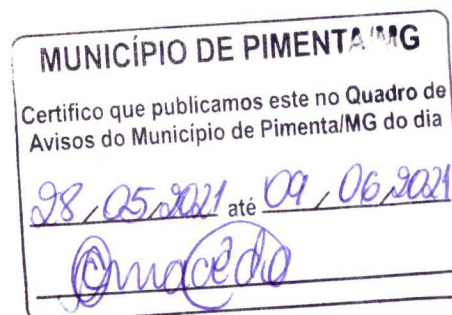 MUNICÍPIO DE PIMENTA/MG
Certifico que publicamos este no Quadro de
Avisos do Município de Pimenta/MG do dia
28,05,2021 até 09,06,2021
Cmacêdo